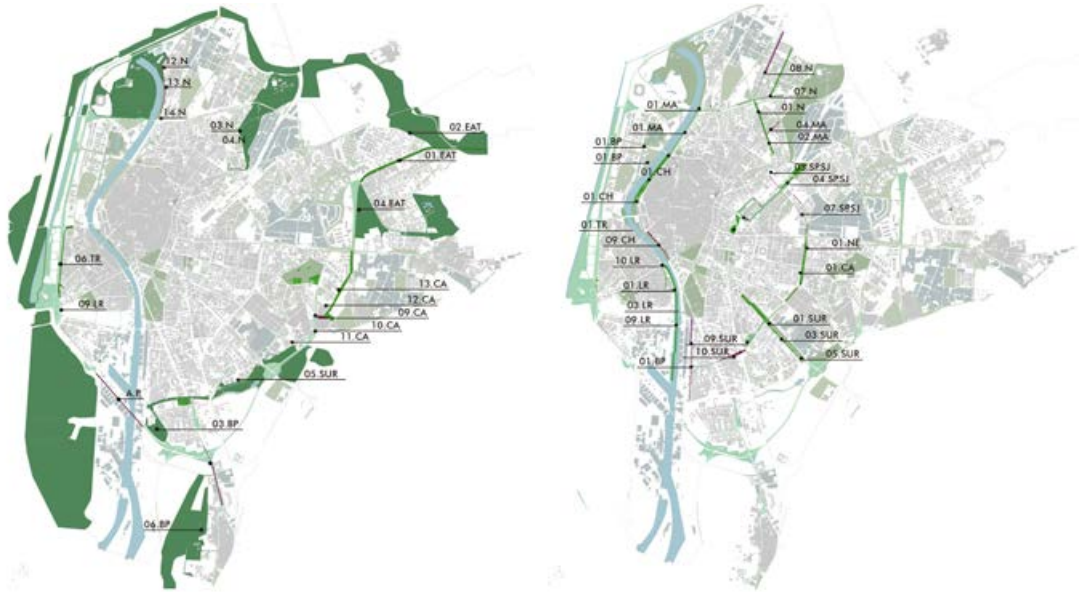 12.N
13.N
14.N
03.N
04.N
02.EAT
01.EAT
04.EAT
06.TR
09.LR
13.CA
12.CA
09.CA
10.CA
11.CA
05.SUR
A.P.
03.BP
06.BP
08.N
07.N
01.MA
01.N
04.MA
01.MA
02.MA
01.BP
01.BP
03.SPSJ
01.CH
04.SPSJ
01.CH
07.SPSJ
01.TR
09.CH
01.NE
10.LR
01.CA
01.LR
03.LR
01.SUR
09.LR
03.SUR
09.SUR
10.SUR
05.SUR
01.BP